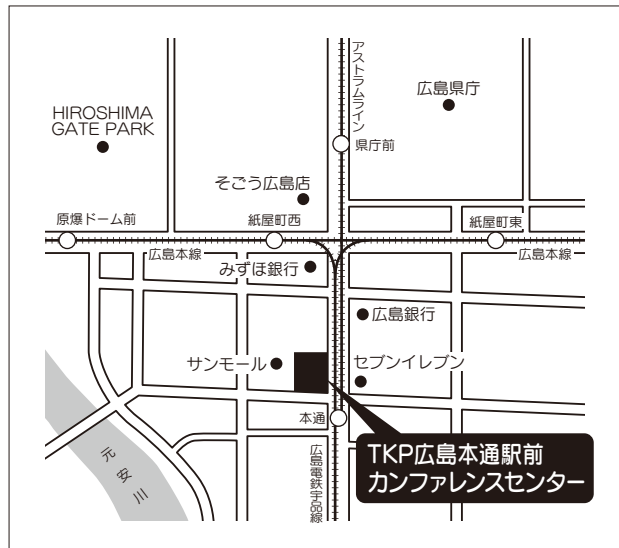 アストラムライン
広島県庁
HIROSHIMA
GATE PARK
県庁前
そごう広島店
原爆ドーム前
紙屋町西
紙屋町東
広島本線
広島本線
みずほ銀行
広島銀行
サンモール
セブンイレブン
本通
TKP広島本通駅前
カンファレンスセンター
広島電鉄宇品線
元安川